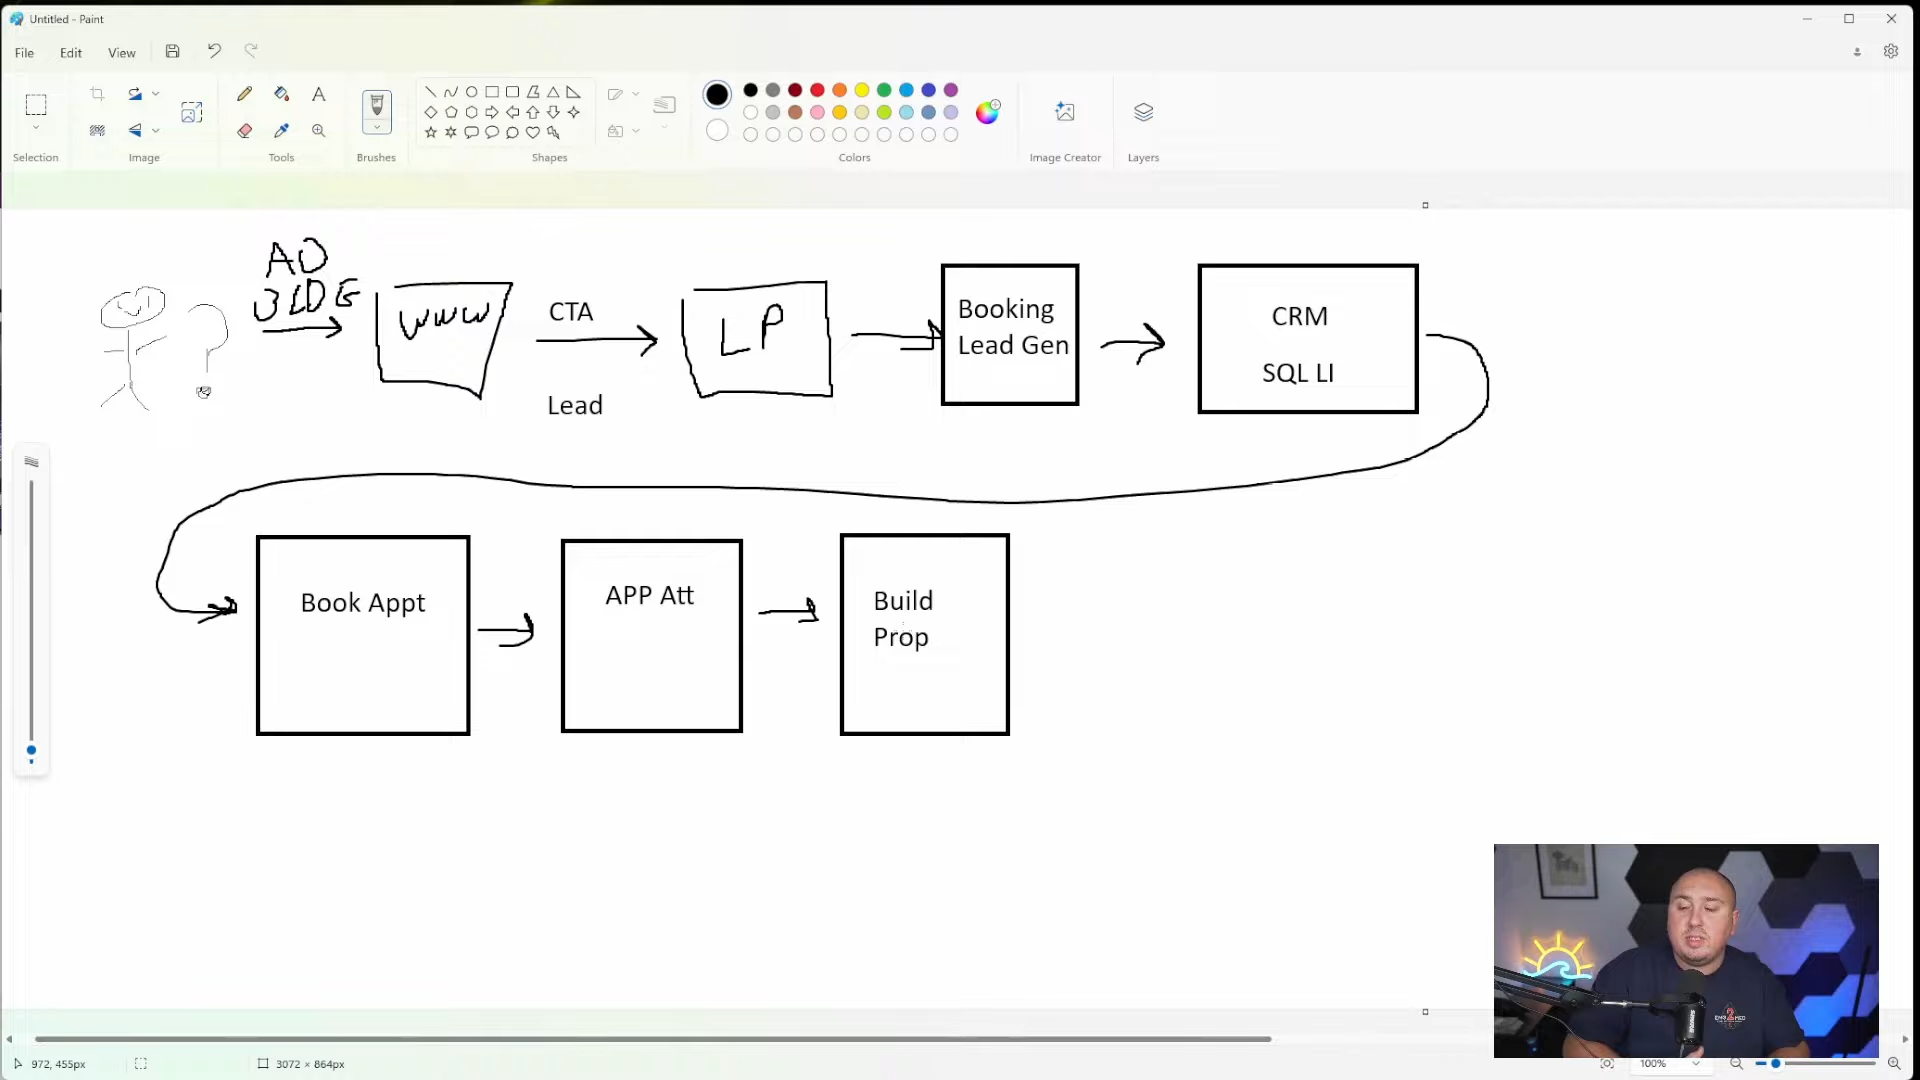 Untitled - Paint
File Edit View
Selection
Image
Tools
Brushes
Shapes
Colors
Image Creator
Layers
AD
BLDG
WWW
CTA
Lead
LP
Booking
Lead Gen
CRM
SQL LI
Book Appt
APP Att
Build
Prop
972, 455px
3072 × 864px
100%